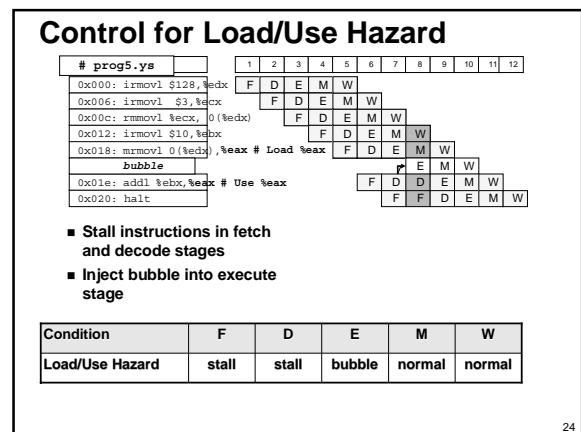 Control for Load/Use Hazard
# prog5.ys 1 2 3 4 5 6 7 8 9 10 11 12
0x000: irmovl $128,%edx F D E M W
0x006: irmovl $3,%ecx F D E M W
0x00c: rmmovl %ecx, 0(%edx) F D E M W
0x012: irmovl $10,%ebx F D E M W
0x018: mrmovl 0(%edx),%eax # Load %eax F D E M W
bubble E M W
0x01e: addl %ebx,%eax # Use %eax F D D E M W
0x020: halt F F D E M W
■ Stall instructions in fetch
and decode stages
■ Inject bubble into execute
stage
Condition F D E M W
Load/Use Hazard stall stall bubble normal normal
24